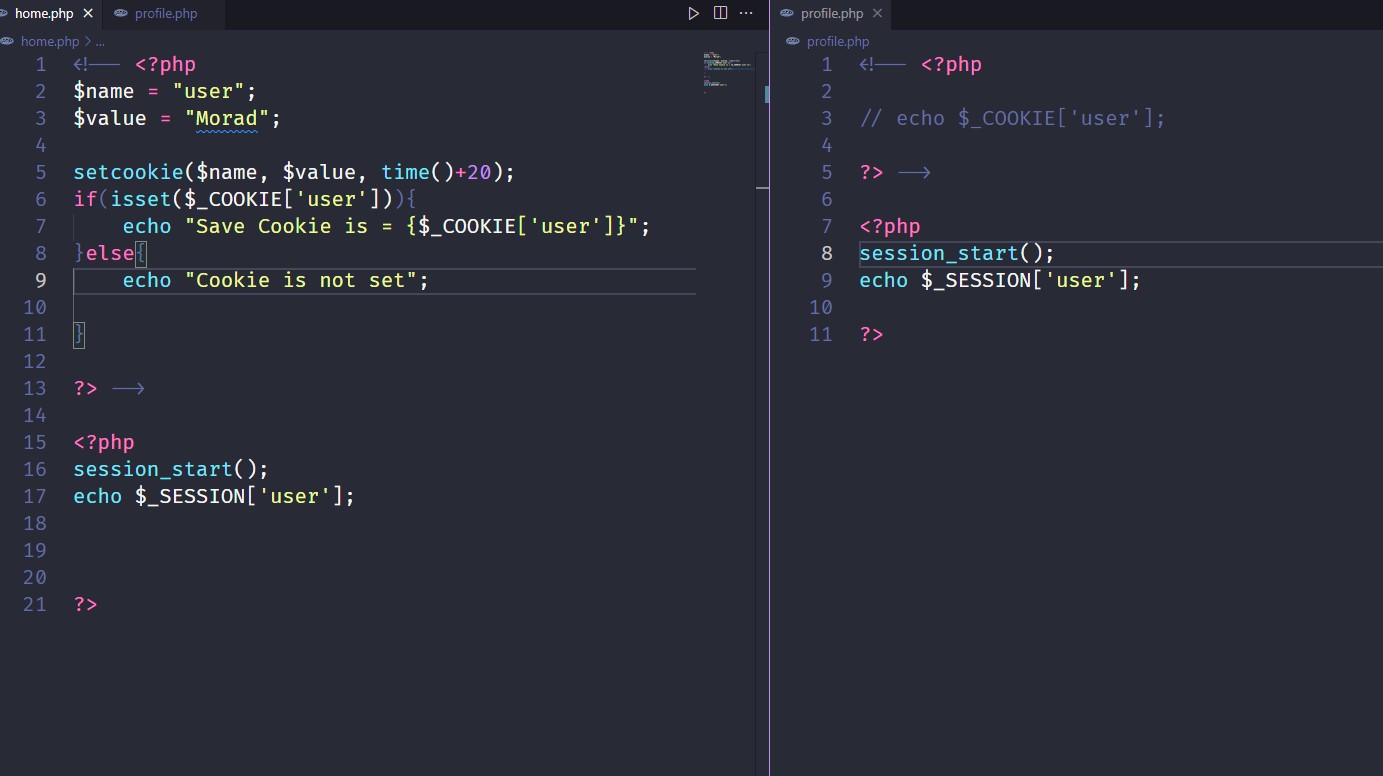 home.php
profile.php
profile.php
home.php > ...
profile.php
1 <!-- <?php
2 $name = "user";
3 $value = "Morad";
4
5 setcookie($name, $value, time()+20);
6 if(isset($_COOKIE['user'])){
7 echo "Save Cookie is = {$_COOKIE['user']}";
8 }else{
9 echo "Cookie is not set";
10
11 }
12
13 ?> -->
14
15 <?php
16 session_start();
17 echo $_SESSION['user'];
18
19
20
21 ?>
1 <!-- <?php
2
3 // echo $_COOKIE['user'];
4
5 ?> -->
6
7 <?php
8 session_start();
9 echo $_SESSION['user'];
10
11 ?>